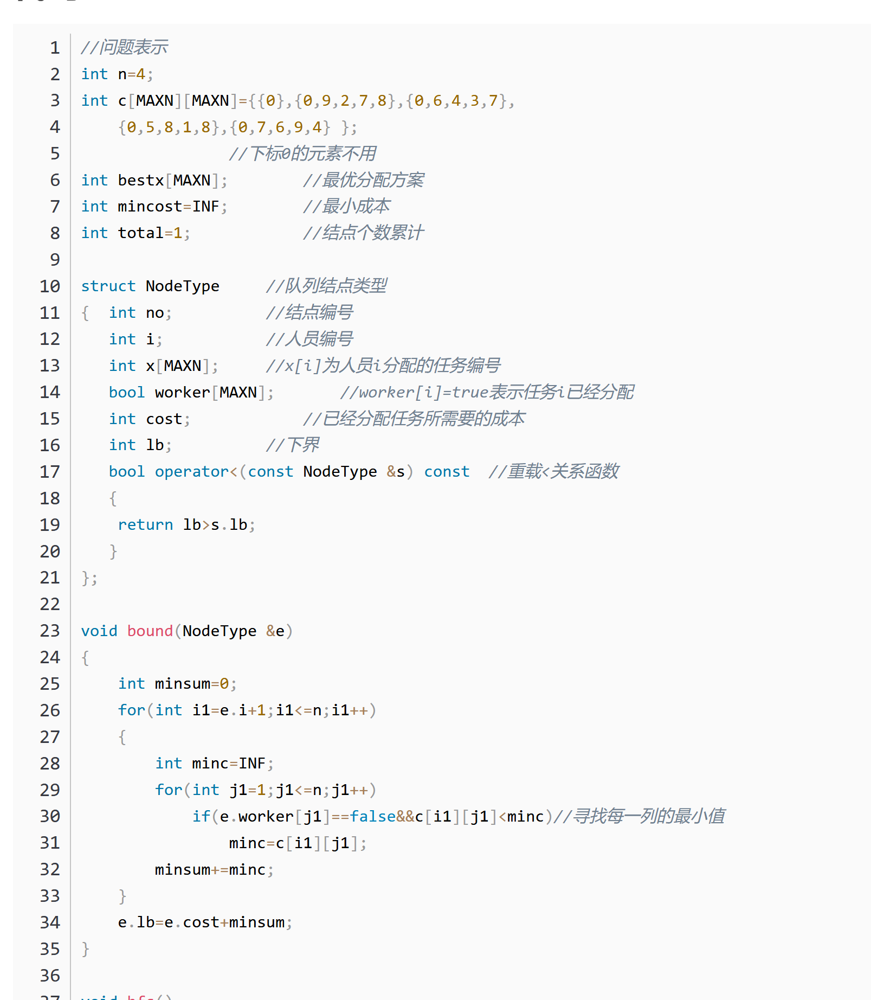 1 //问题表示
2 int n=4;
3 int c[MAXN][MAXN]={{0},{0,9,2,7,8},{0,6,4,3,7},
4 {0,5,8,1,8},{0,7,6,9,4} };
5 //下标0的元素不用
6 int bestx[MAXN]; //最优分配方案
7 int mincost=INF; //最小成本
8 int total=1; //结点个数累计
9
10 struct NodeType //队列结点类型
11 { int no; //结点编号
12 int i; //人员编号
13 int x[MAXN]; //x[i]为人员i分配的任务编号
14 bool worker[MAXN]; //worker[i]=true表示任务i已经分配
15 int cost; //已经分配任务所需要的成本
16 int lb; //下界
17 bool operator<(const NodeType &s) const //重载<关系函数
18 {
19 return lb>s.lb;
20 }
21 };
22
23 void bound(NodeType &e)
24 {
25 int minsum=0;
26 for(int i1=e.i+1;i1<=n;i1++)
27 {
28 int minc=INF;
29 for(int j1=1;j1<=n;j1++)
30 if(e.worker[j1]==false&&c[i1][j1]<minc)//寻找每一列的最小值
31 minc=c[i1][j1];
32 minsum+=minc;
33 }
34 e.lb=e.cost+minsum;
35 }
36
37 void bfs()